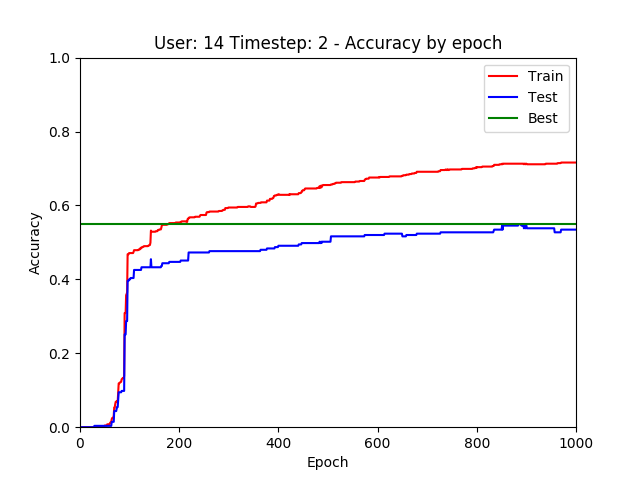 User: 14 Timestep: 2 - Accuracy by epoch
1.0
0.8
0.6
0.4
0.2
0.0
Accuracy
Train
Test
Best
0 200 400 600 800 1000
Epoch